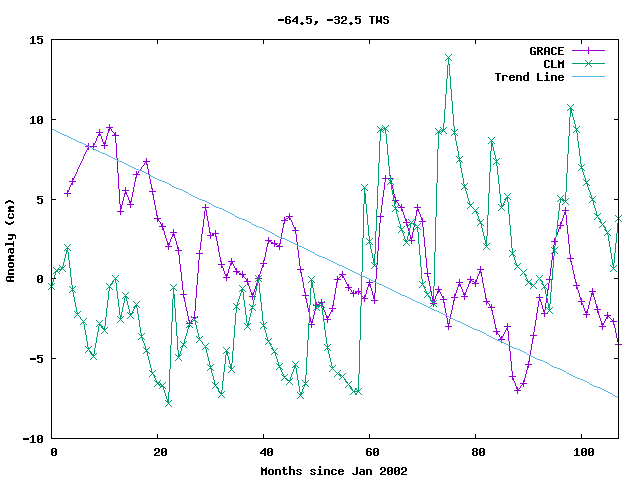 -64.5, -32.5 TWS
GRACE
CLM
Trend Line
15
10
5
0
-5
-10
Anomaly (cm)
0 20 40 60 80 100
Months since Jan 2002